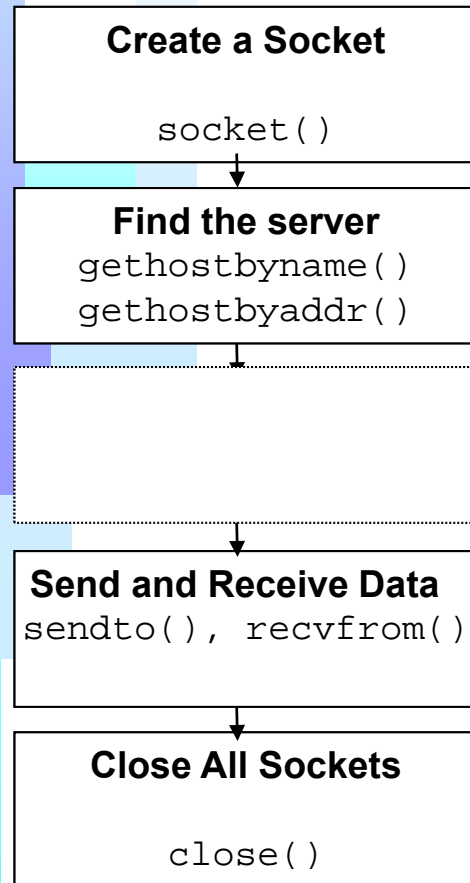 Create a Socket
socket()
Find the server
gethostbyname()
gethostbyaddr()
Send and Receive Data
sendto(), recvfrom()
Close All Sockets
close()